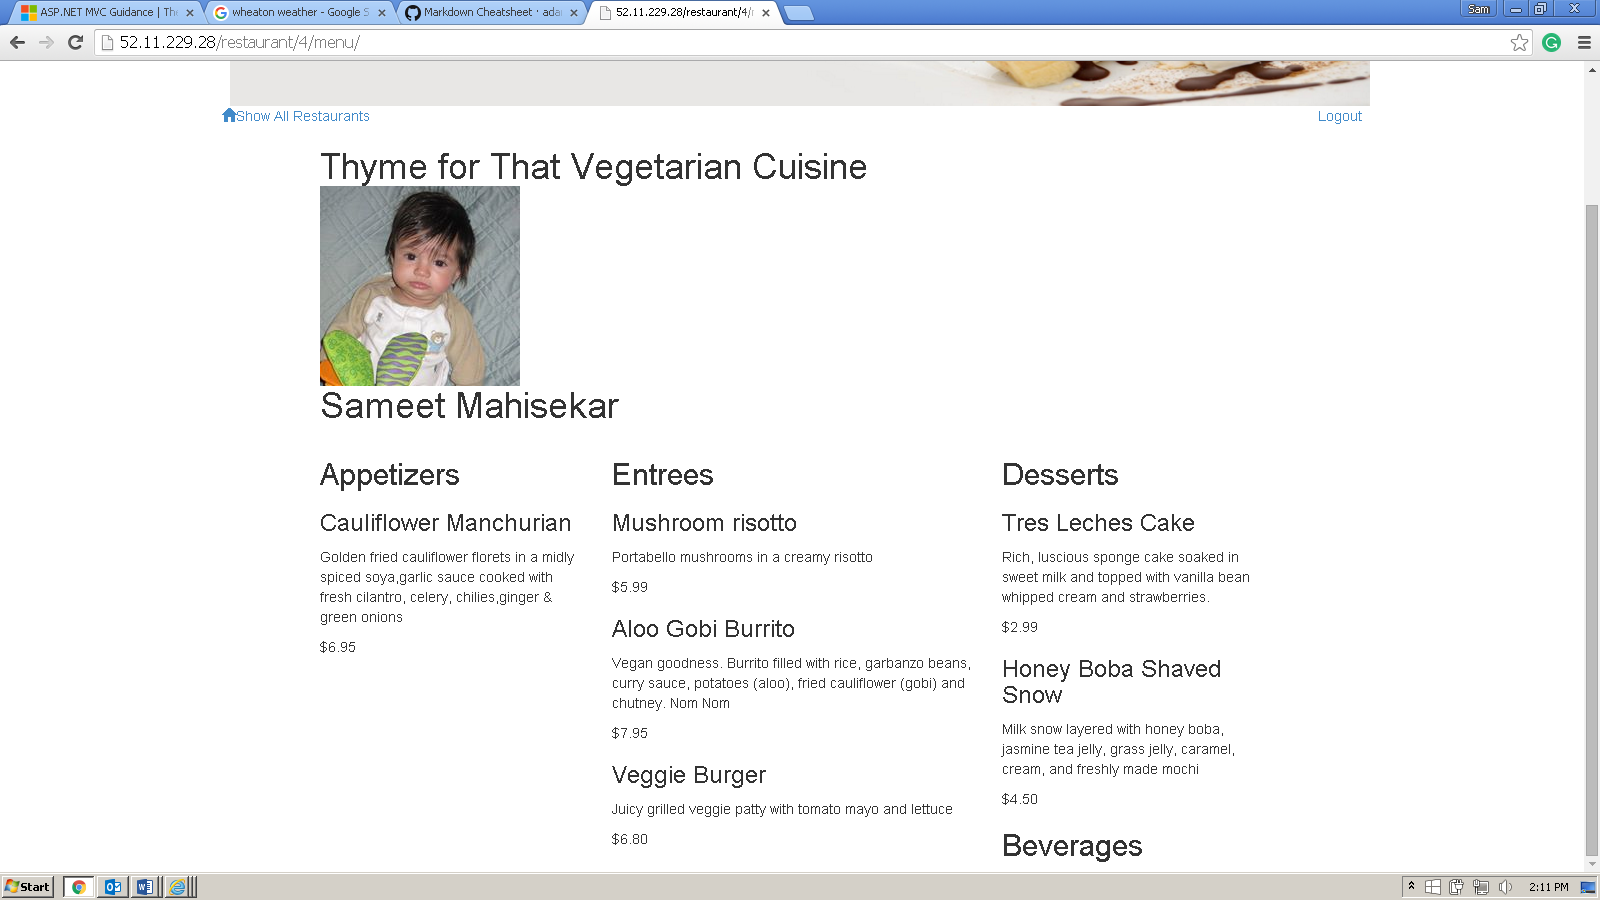 ASP.NET MVC Guidance | The
wheaton weather - Google S
Markdown Cheatsheet · adar
52.11.229.28/restaurant/4/r
Sam
52.11.229.28/restaurant/4/menu/
Show All Restaurants
Logout
Thyme for That Vegetarian Cuisine
Sameet Mahisekar
Appetizers
Cauliflower Manchurian
Golden fried cauliflower florets in a midly
spiced soya,garlic sauce cooked with
fresh cilantro, celery, chilies,ginger &
green onions
$6.95
Entrees
Mushroom risotto
Portabello mushrooms in a creamy risotto
$5.99
Aloo Gobi Burrito
Vegan goodness. Burrito filled with rice, garbanzo beans,
curry sauce, potatoes (aloo), fried cauliflower (gobi) and
chutney. Nom Nom
$7.95
Veggie Burger
Juicy grilled veggie patty with tomato mayo and lettuce
$6.80
Desserts
Tres Leches Cake
Rich, luscious sponge cake soaked in
sweet milk and topped with vanilla bean
whipped cream and strawberries.
$2.99
Honey Boba Shaved
Snow
Milk snow layered with honey boba,
jasmine tea jelly, grass jelly, caramel,
cream, and freshly made mochi
$4.50
Beverages
Start
2:11 PM